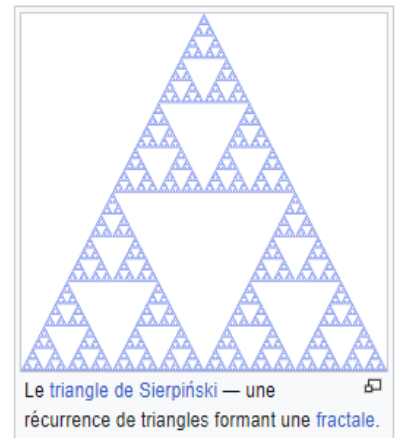 Le triangle de Sierpiński — une
récurrence de triangles formant une fractale.